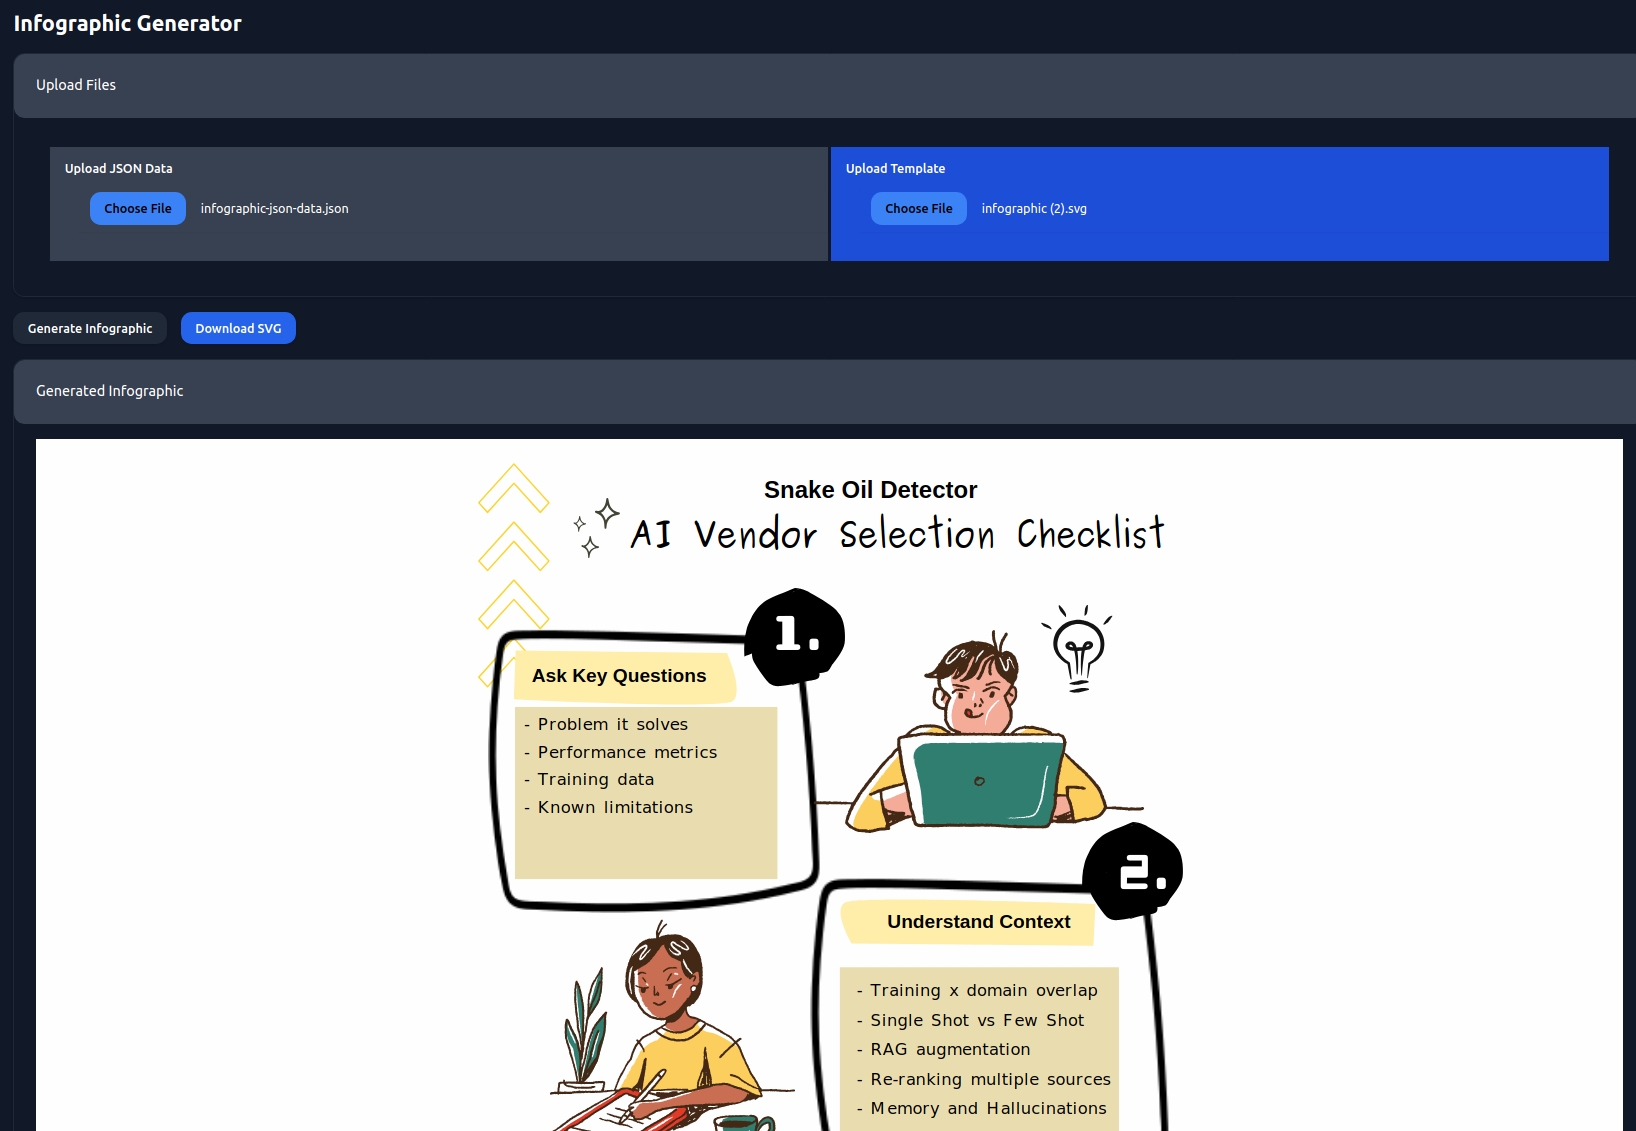 Infographic Generator
Upload Files
Upload JSON Data
Choose File infographic-json-data.json
Upload Template
Choose File infographic (2).svg
Generate Infographic Download SVG
Generated Infographic
Snake Oil Detector
AI Vendor Selection Checklist
1.
Ask Key Questions
- Problem it solves
- Performance metrics
- Training data
- Known limitations
2.
Understand Context
- Training x domain overlap
- Single Shot vs Few Shot
- RAG augmentation
- Re-ranking multiple sources
- Memory and Hallucinations